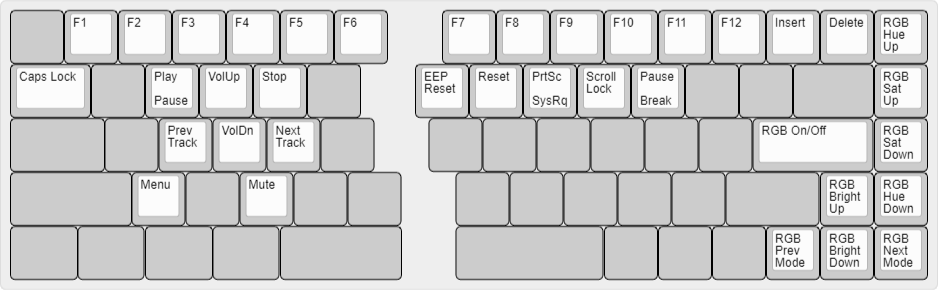 F1
F2
F3
F4
F5
F6
F7
F8
F9
F10
F11
F12
Insert
Delete
RGB
Hue
Up
Caps Lock
Play
Pause
VolUp
Stop
EEP
Reset
Reset
PrtSc
SysRq
Scroll
Lock
Pause
Break
RGB
Sat
Up
Prev
Track
VolDn
Next
Track
RGB On/Off
RGB
Sat
Down
Menu
Mute
RGB
Bright
Up
RGB
Hue
Down
RGB
Prev
Mode
RGB
Bright
Down
RGB
Next
Mode